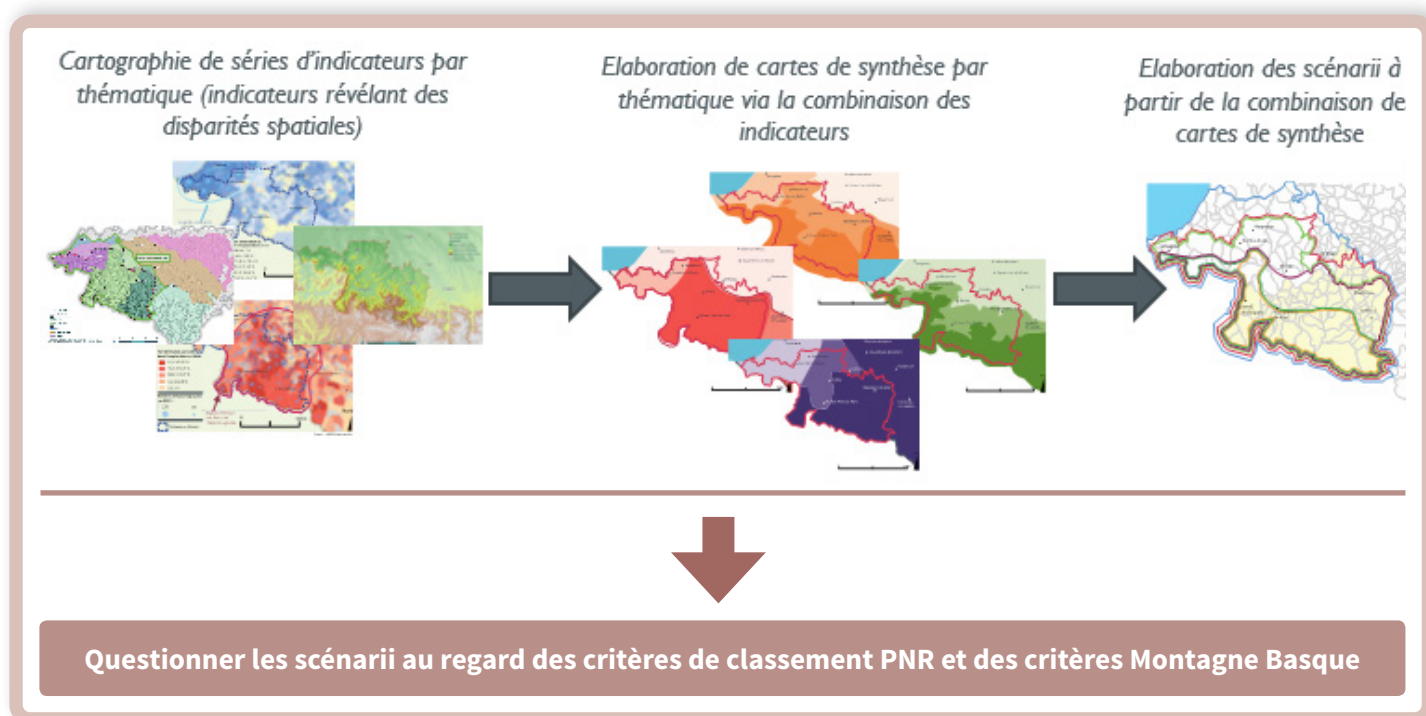 Cartographie de séries d'indicateurs par
thématique (indicateurs révélant des
disparités spatiales)
Elaboration de cartes de synthèse par
thématique via la combinaison des
indicateurs
Elaboration des scénarii à
partir de la combinaison de
cartes de synthèse
Questionner les scénarii au regard des critères de classement PNR et des critères Montagne Basque